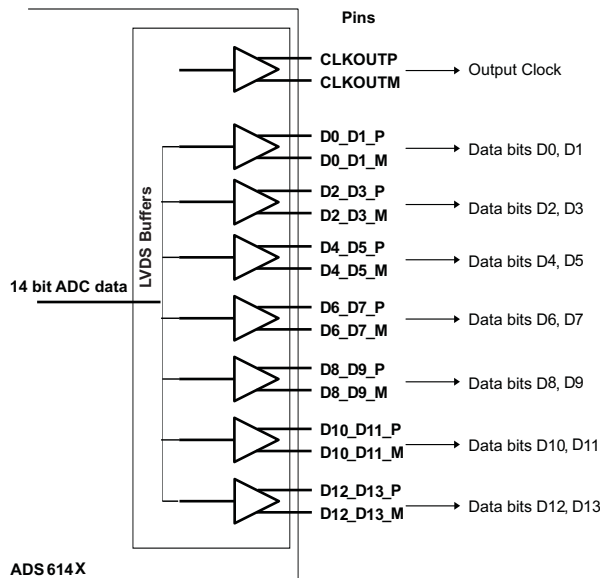 Pins
CLKOUTP
CLKOUTM
Output Clock
D0_D1_P
D0_D1_M
Data bits D0, D1
D2_D3_P
D2_D3_M
Data bits D2, D3
D4_D5_P
D4_D5_M
Data bits D4, D5
LVDS Buffers
14 bit ADC data
D6_D7_P
D6_D7_M
Data bits D6, D7
D8_D9_P
D8_D9_M
Data bits D8, D9
D10_D11_P
D10_D11_M
Data bits D10, D11
D12_D13_P
D12_D13_M
Data bits D12, D13
ADS614X